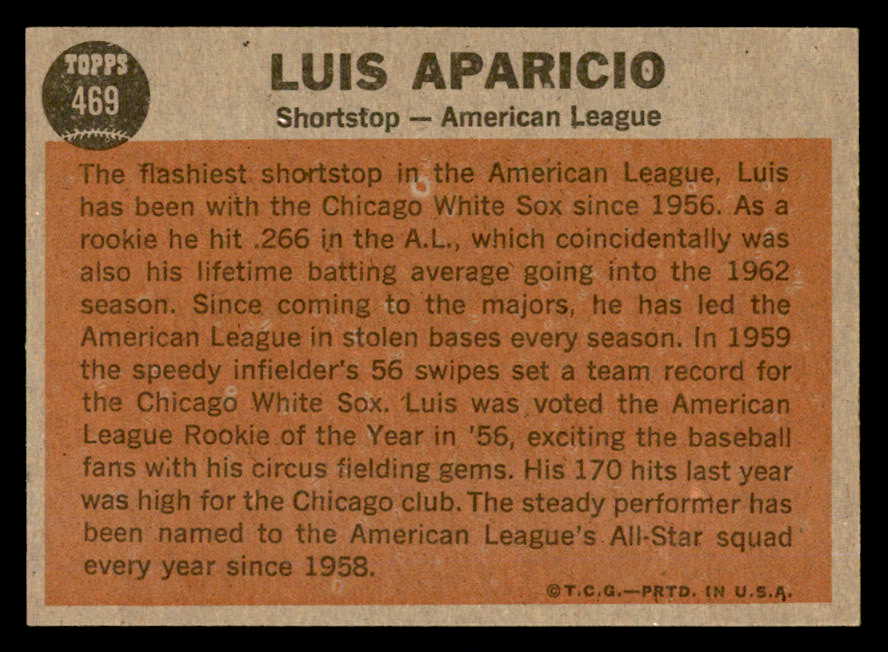 TOPPS
469
LUIS APARICIO
Shortstop — American League
The flashiest shortstop in the American League, Luis
has been with the Chicago White Sox since 1956. As a
rookie he hit .266 in the A.L., which coincidentally was
also his lifetime batting average going into the 1962
season. Since coming to the majors, he has led the
American League in stolen bases every season. In 1959
the speedy infielder's 56 swipes set a team record for
the Chicago White Sox. Luis was voted the American
League Rookie of the Year in '56, exciting the baseball
fans with his circus fielding gems. His 170 hits last year
was high for the Chicago club. The steady performer has
been named to the American League's All-Star squad
every year since 1958.
©T.C.G.—PRTD. IN U.S.A.